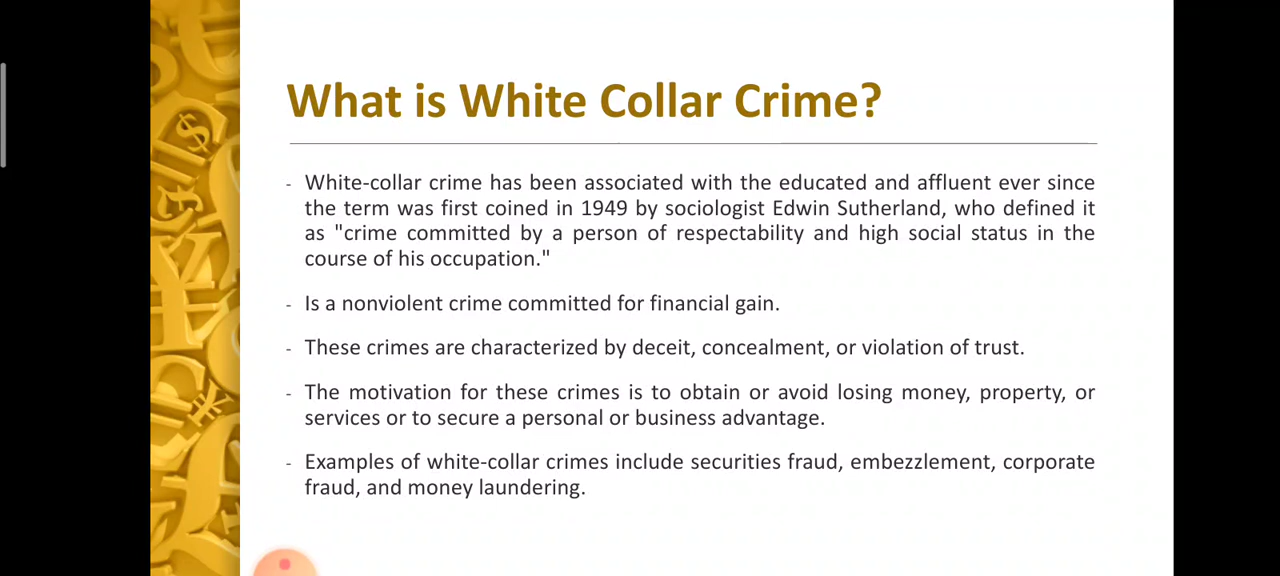 What is White Collar Crime?
- White-collar crime has been associated with the educated and affluent ever since
the term was first coined in 1949 by sociologist Edwin Sutherland, who defined it
as "crime committed by a person of respectability and high social status in the
course of his occupation."
- Is a nonviolent crime committed for financial gain.
- These crimes are characterized by deceit, concealment, or violation of trust.
- The motivation for these crimes is to obtain or avoid losing money, property, or
services or to secure a personal or business advantage.
- Examples of white-collar crimes include securities fraud, embezzlement, corporate
fraud, and money laundering.